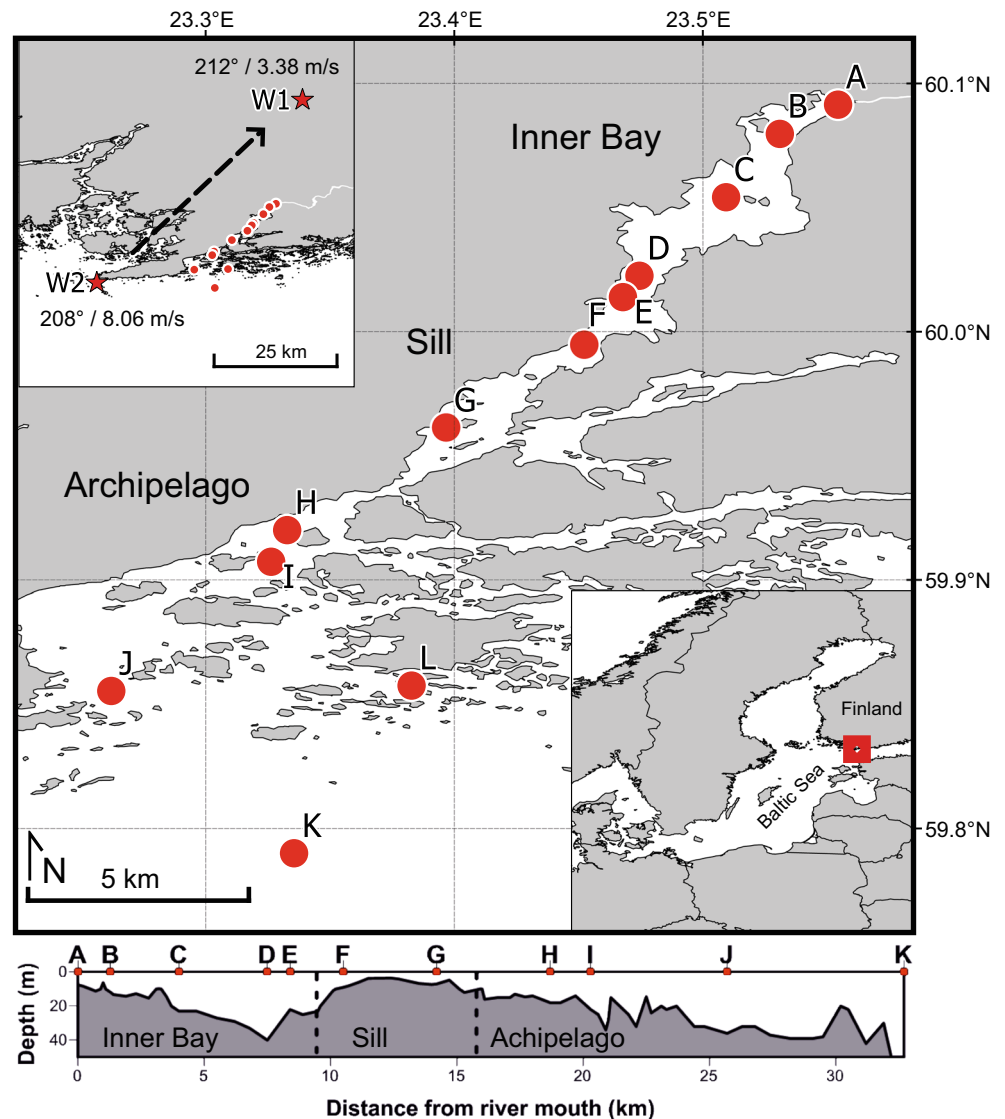 23.3°E 23.4°E 23.5°E
212° / 3.38 m/s
W1
W2
208° / 8.06 m/s
25 km
A
60.1°N
B
Inner Bay
C
D
E
F
60.0°N
Sill
G
Archipelago
H
I
59.9°N
J
L
Finland
Baltic Sea
K
59.8°N
N
5 km
A B C D E F G H I J K
Depth (m)
0
20
40
Inner Bay Sill Achipelago
0 5 10 15 20 25 30
Distance from river mouth (km)